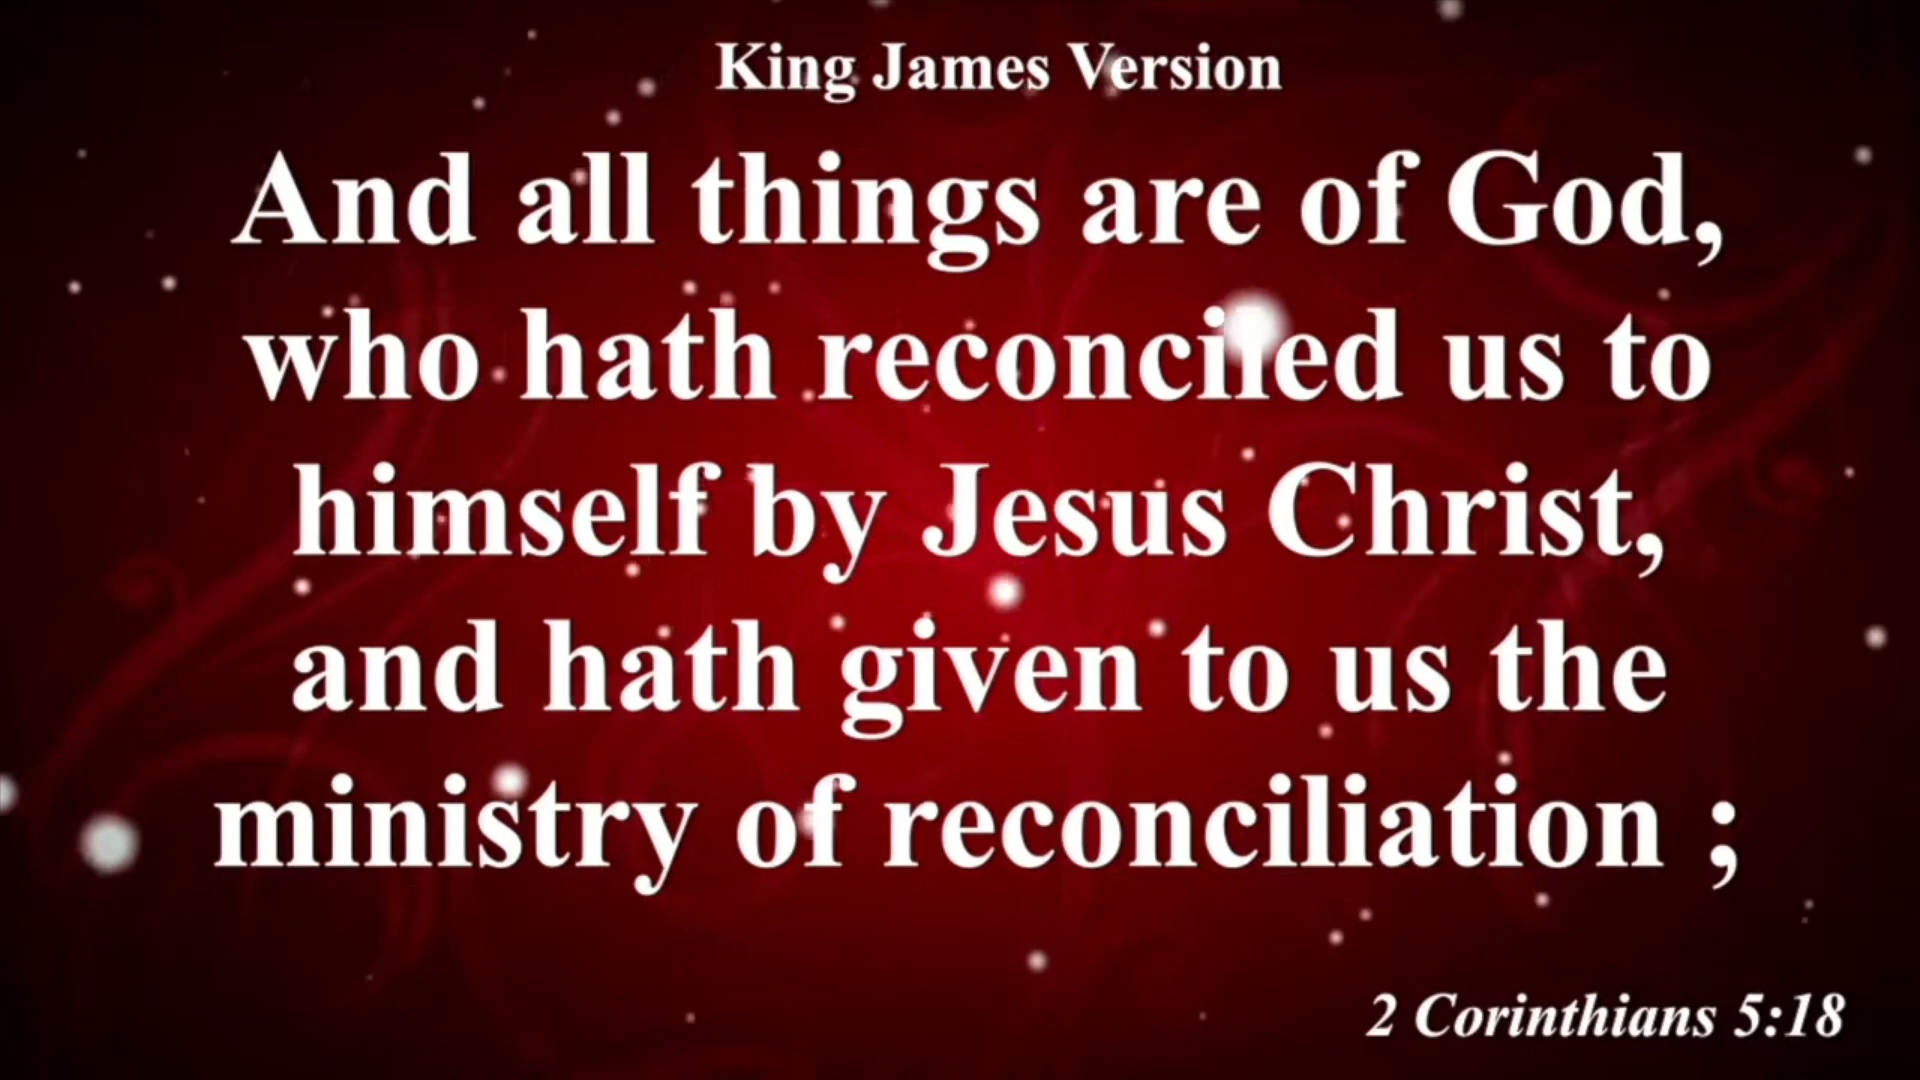 King James Version
And all things are of God,
who hath reconciled us to
himself by Jesus Christ,
and hath given to us the
ministry of reconciliation ;
2 Corinthians 5:18